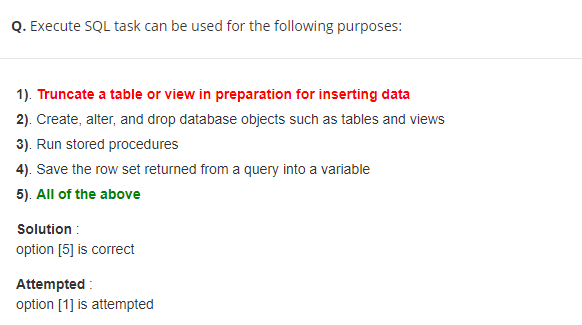 Q. Execute SQL task can be used for the following purposes:
1). Truncate a table or view in preparation for inserting data
2). Create, alter, and drop database objects such as tables and views
3). Run stored procedures
4). Save the row set returned from a query into a variable
5). All of the above
Solution :
option [5] is correct
Attempted :
option [1] is attempted